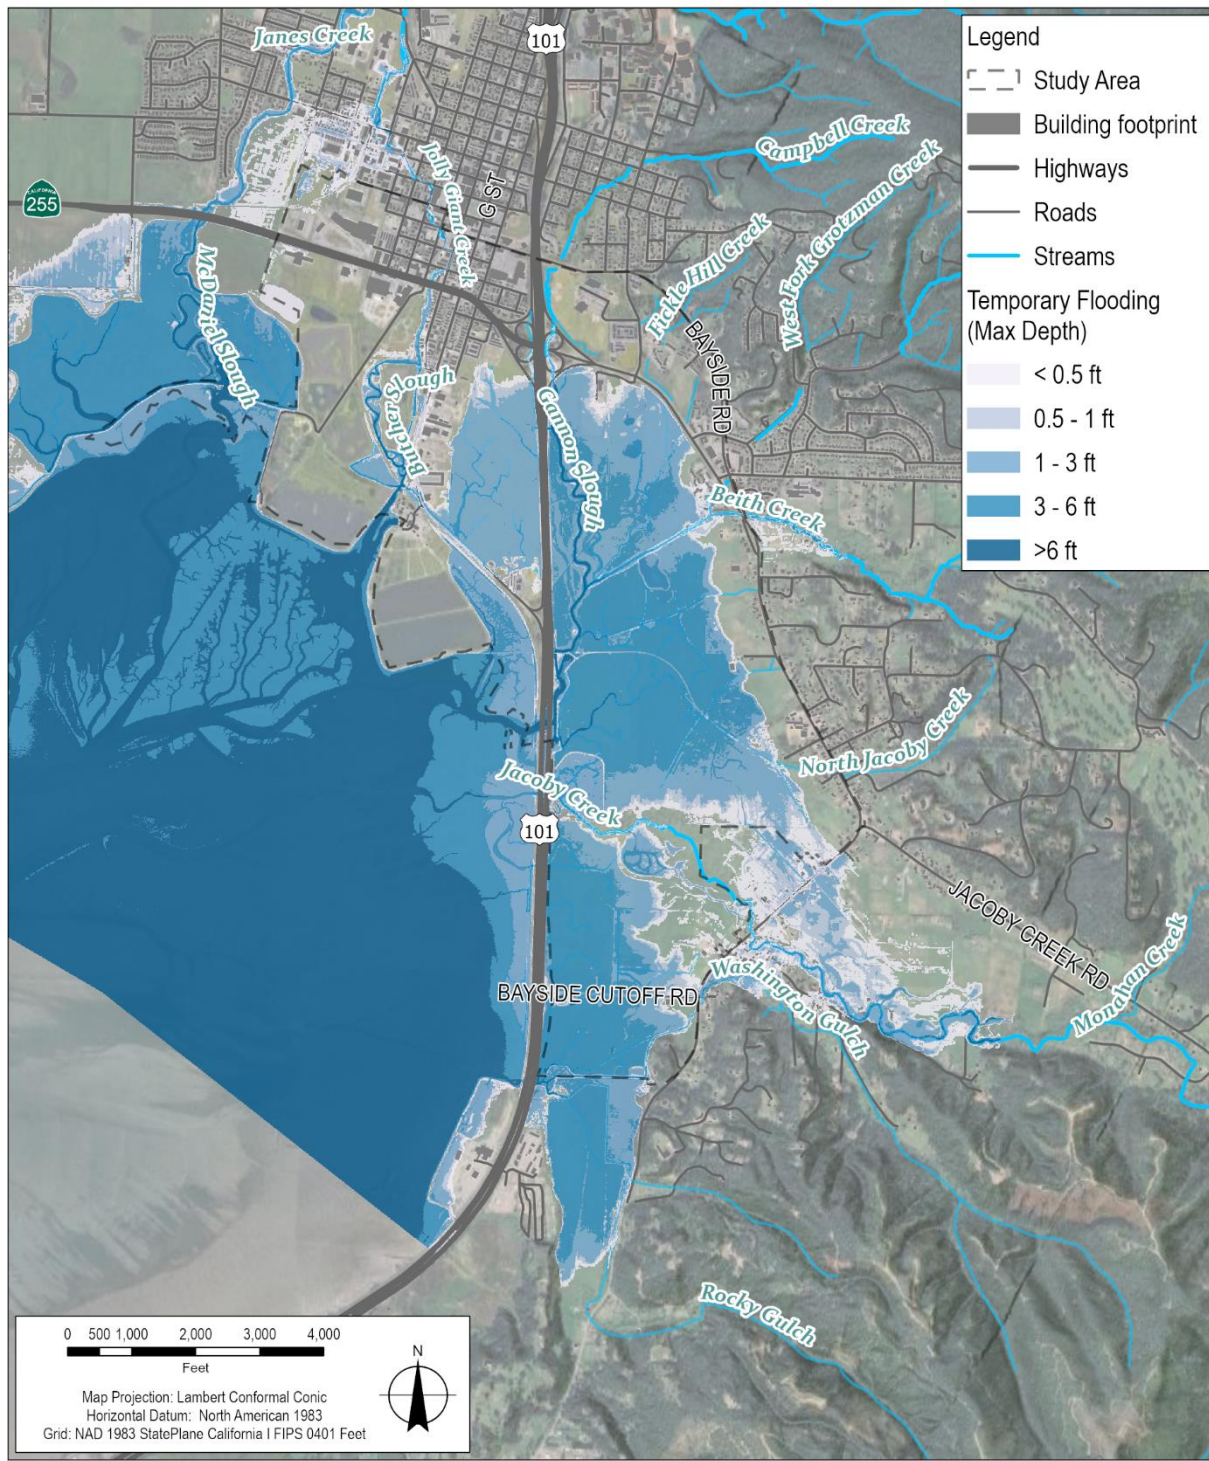 Janes Creek
101
Legend
Study Area
Building footprint
Highways
Roads
Streams
Temporary Flooding
(Max Depth)
< 0.5 ft
0.5 - 1 ft
1 - 3 ft
3 - 6 ft
>6 ft
Campbell Creek
Jolly Giant Creek
G ST
CALIFORNIA
255
West Fork Grotzman Creek
Fickle Hill Creek
McDaniel Slough
BAYSIDE RD
Butchers Slough
Gannon Slough
Beith Creek
North Jacoby Creek
Jacoby Creek
101
JACOBY CREEK RD
Washington Gulch
BAYSIDE CUTOFF RD
Mondvan Creek
Rocky Gulch
0 500 1,000 2,000 3,000 4,000
Feet
N
Map Projection: Lambert Conformal Conic
Horizontal Datum: North American 1983
Grid: NAD 1983 StatePlane California I FIPS 0401 Feet